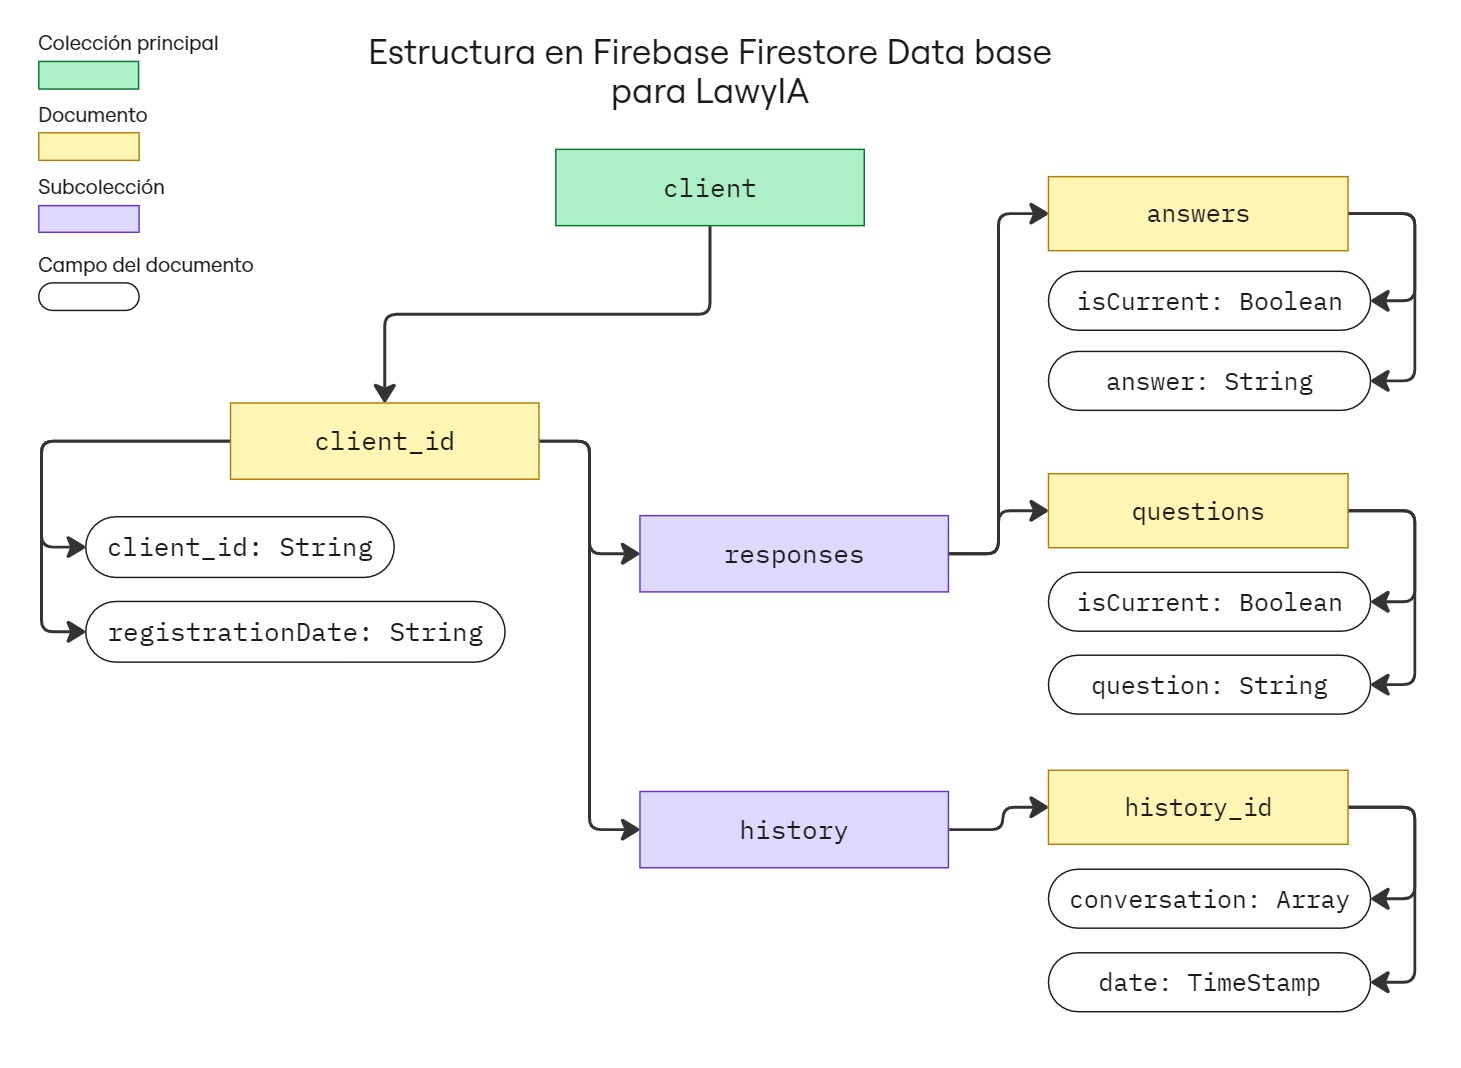 Colección principal
Documento
Subcolección
Campo del documento
Estructura en Firebase Firestore Data base
para LawyIA
client
client_id
client_id: String
registrationDate: String
responses
history
answers
isCurrent: Boolean
answer: String
questions
isCurrent: Boolean
question: String
history_id
conversation: Array
date: TimeStamp